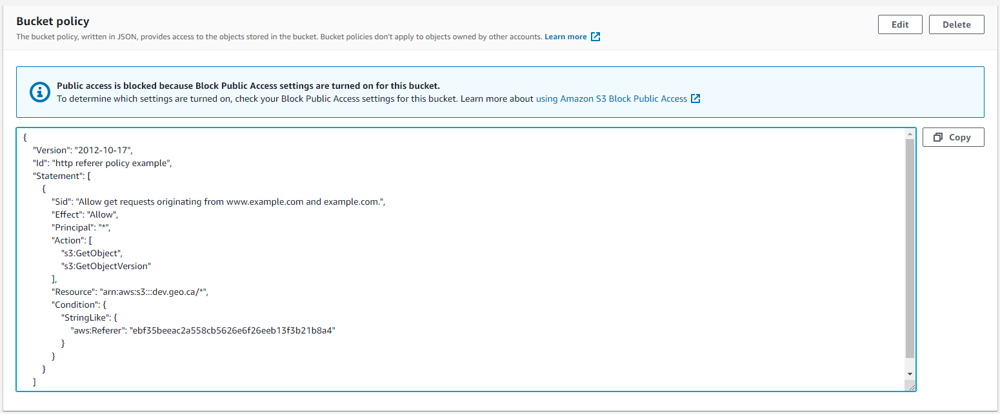 Bucket policy
Edit
Delete
The bucket policy, written in JSON, provides access to the objects stored in the bucket. Bucket policies don't apply to objects owned by other accounts. Learn more
Public access is blocked because Block Public Access settings are turned on for this bucket.
To determine which settings are turned on, check your Block Public Access settings for this bucket. Learn more about using Amazon S3 Block Public Access
Copy
{
"Version": "2012-10-17",
"Id": "http referer policy example",
"Statement": [
{
"Sid": "Allow get requests originating from www.example.com and example.com.",
"Effect": "Allow",
"Principal": "*",
"Action": [
"s3:GetObject",
"s3:GetObjectVersion"
],
"Resource": "arn:aws:s3:::dev.geo.ca/*",
"Condition": {
"StringLike": {
"aws:Referer": "ebf35beeac2a558cb5626e6f26eeb13f3b21b8a4"
}
}
}
]